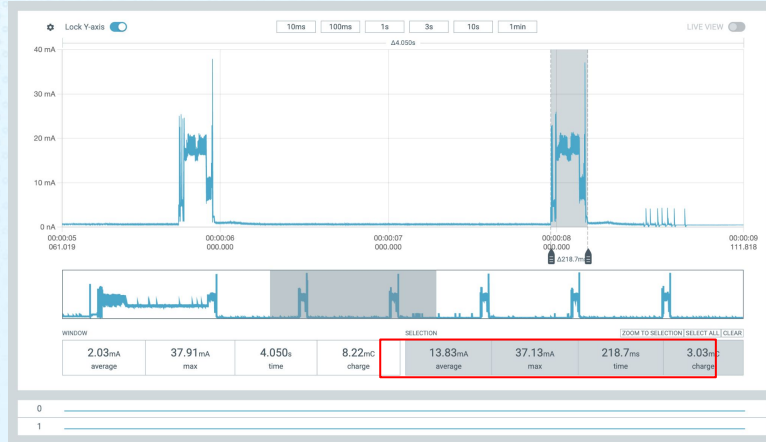 Lock Y-axis 10ms 100ms 1s 3s 10s 1min LIVE VIEW
Δ4.050s
40 mA
30 mA
20 mA
10 mA
0 nA
00:00:05 00:00:06 00:00:07 00:00:08 00:00:09
061.019 000.000 000.000 000.000 111.818
Δ218.7ms
WINDOW SELECTION ZOOM TO SELECTION SELECT ALL CLEAR
2.03mA 37.91mA 4.050s 8.22mC 13.83mA 37.13mA 218.7ms 3.03mC
average max time charge average max time charge
0
1